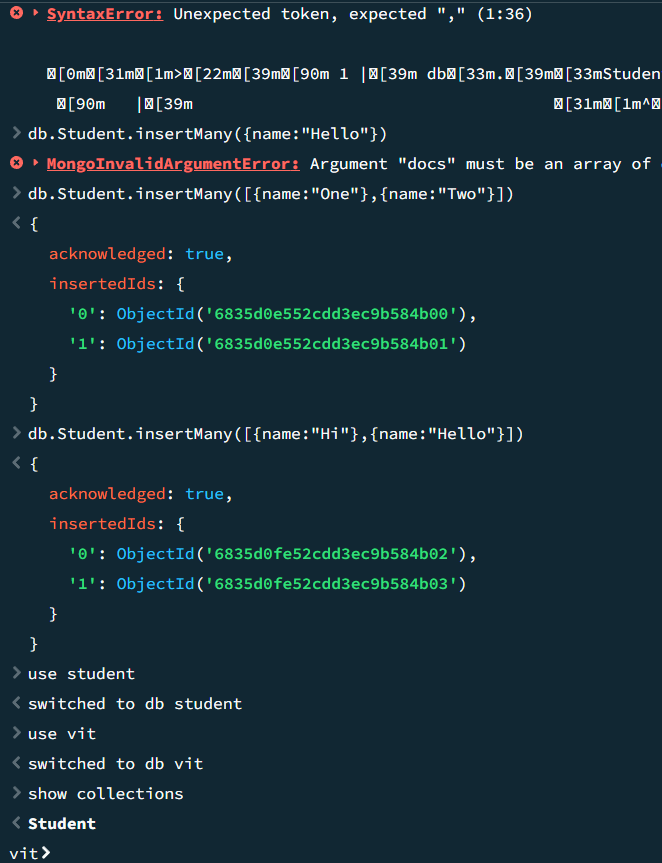 SyntaxError: Unexpected token, expected "," (1:36)
[0m[31m[1m>[22m[39m[90m 1 |[39m db[33m.[39m[33mStuden
[90m   |[39m                                    [31m[1m^
> db.Student.insertMany({name:"Hello"})
MongoInvalidArgumentError: Argument "docs" must be an array of
> db.Student.insertMany([{name:"One"},{name:"Two"}])
< {
acknowledged: true,
insertedIds: {
'0': ObjectId('6835d0e552cdd3ec9b584b00'),
'1': ObjectId('6835d0e552cdd3ec9b584b01')
}
}
> db.Student.insertMany([{name:"Hi"},{name:"Hello"}])
< {
acknowledged: true,
insertedIds: {
'0': ObjectId('6835d0fe52cdd3ec9b584b02'),
'1': ObjectId('6835d0fe52cdd3ec9b584b03')
}
}
> use student
< switched to db student
> use vit
< switched to db vit
> show collections
< Student
vit>